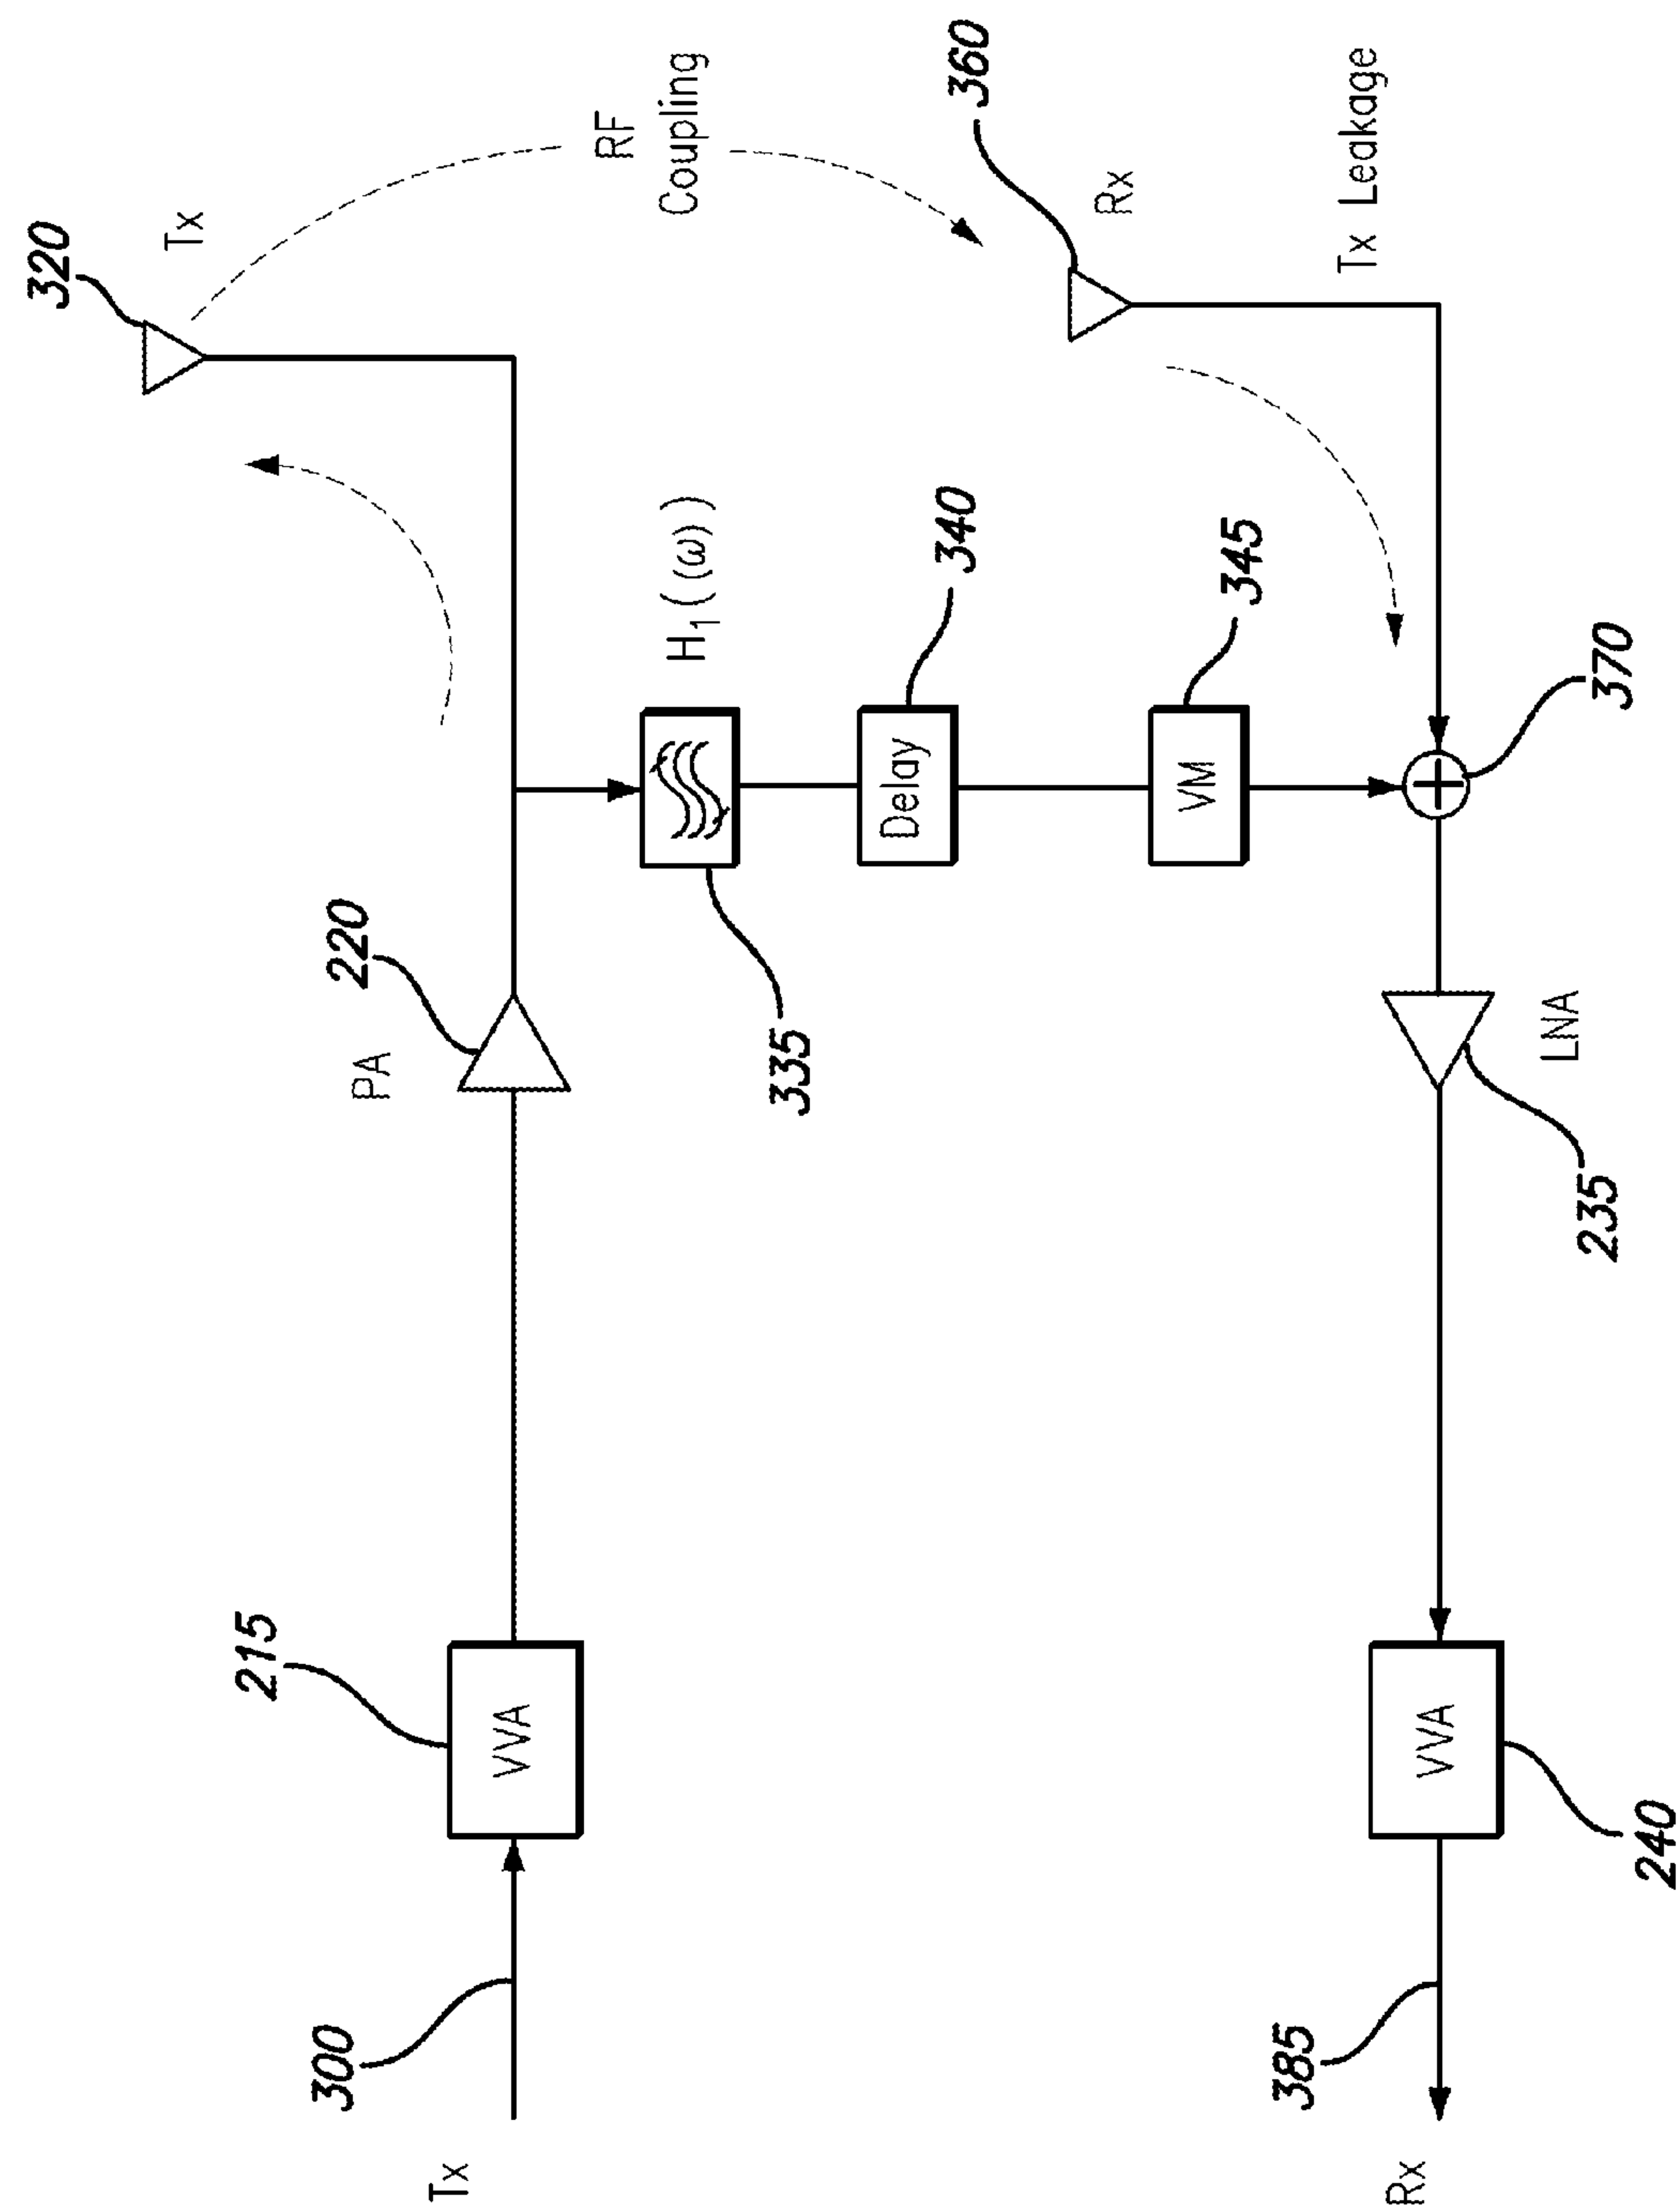 Tx
300
215
VVA
PA
220
320
Tx
RF
Coupling
H1((ω))
335
Delay
340
VM
345
360
Rx
Tx Leakage
370
LNA
235
VVA
240
385
Rx